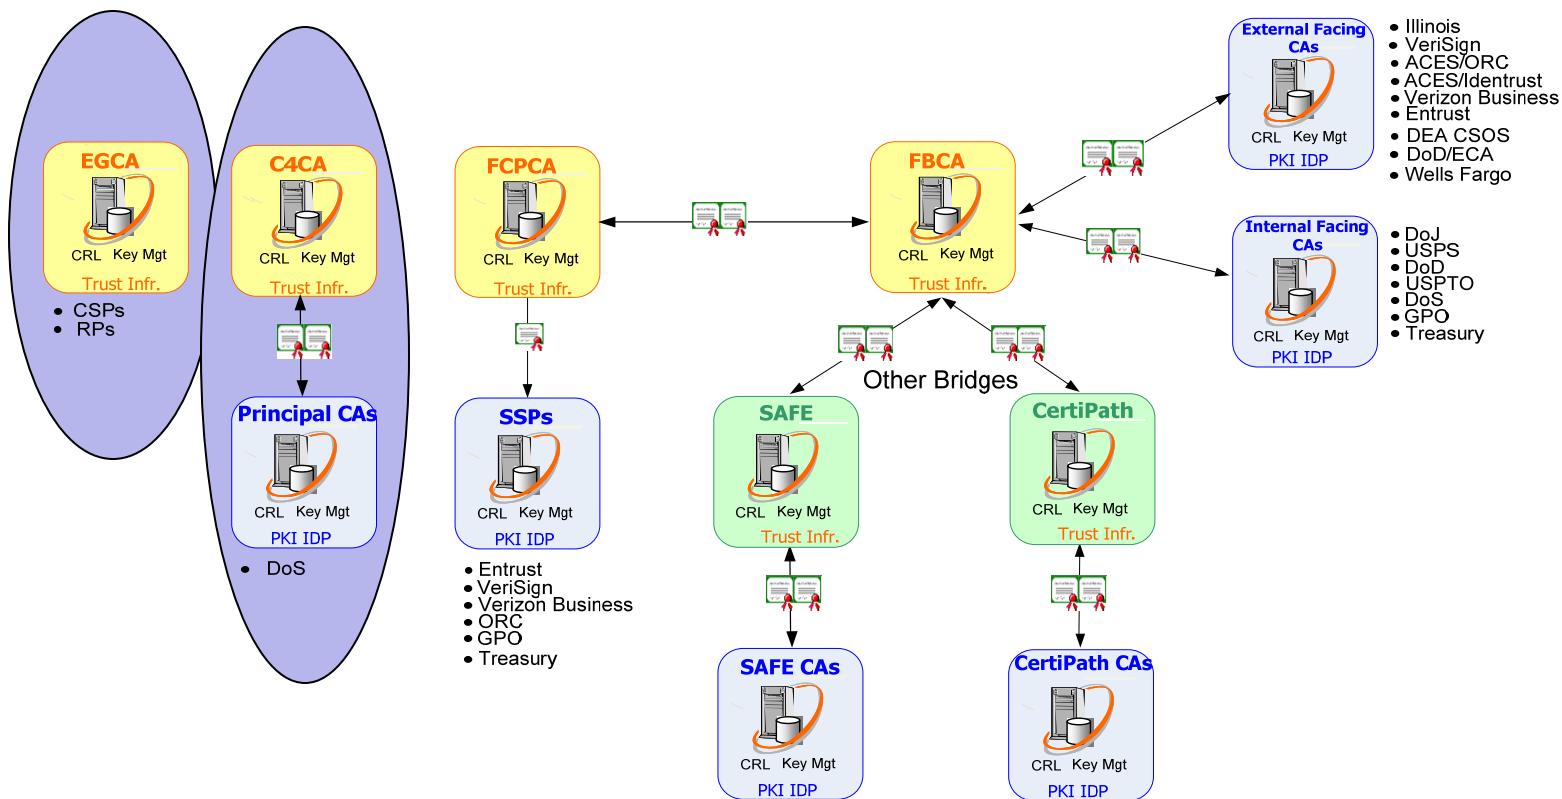 EGCA
CRL Key Mgt
Trust Infr.
• CSPs
• RPs
C4CA
CRL Key Mgt
Trust Infr.
Principal CAs
CRL Key Mgt
PKI IDP
• DoS
FCPCA
CRL Key Mgt
Trust Infr.
SSPs
CRL Key Mgt
PKI IDP
• Entrust
• VeriSign
• Verizon Business
• ORC
• GPO
• Treasury
FBCA
CRL Key Mgt
Trust Infr.
Other Bridges
SAFE
CRL Key Mgt
Trust Infr.
SAFE CAs
CRL Key Mgt
PKI IDP
CertiPath
CRL Key Mgt
Trust Infr.
CertiPath CAs
CRL Key Mgt
PKI IDP
External Facing
CAs
CRL Key Mgt
PKI IDP
• Illinois
• VeriSign
• ACES/ORC
• ACES/Identrust
• Verizon Business
• Entrust
• DEA CSOS
• DoD/ECA
• Wells Fargo
Internal Facing
CAs
CRL Key Mgt
PKI IDP
• DoJ
• USPS
• DoD
• USPTO
• DoS
• GPO
• Treasury